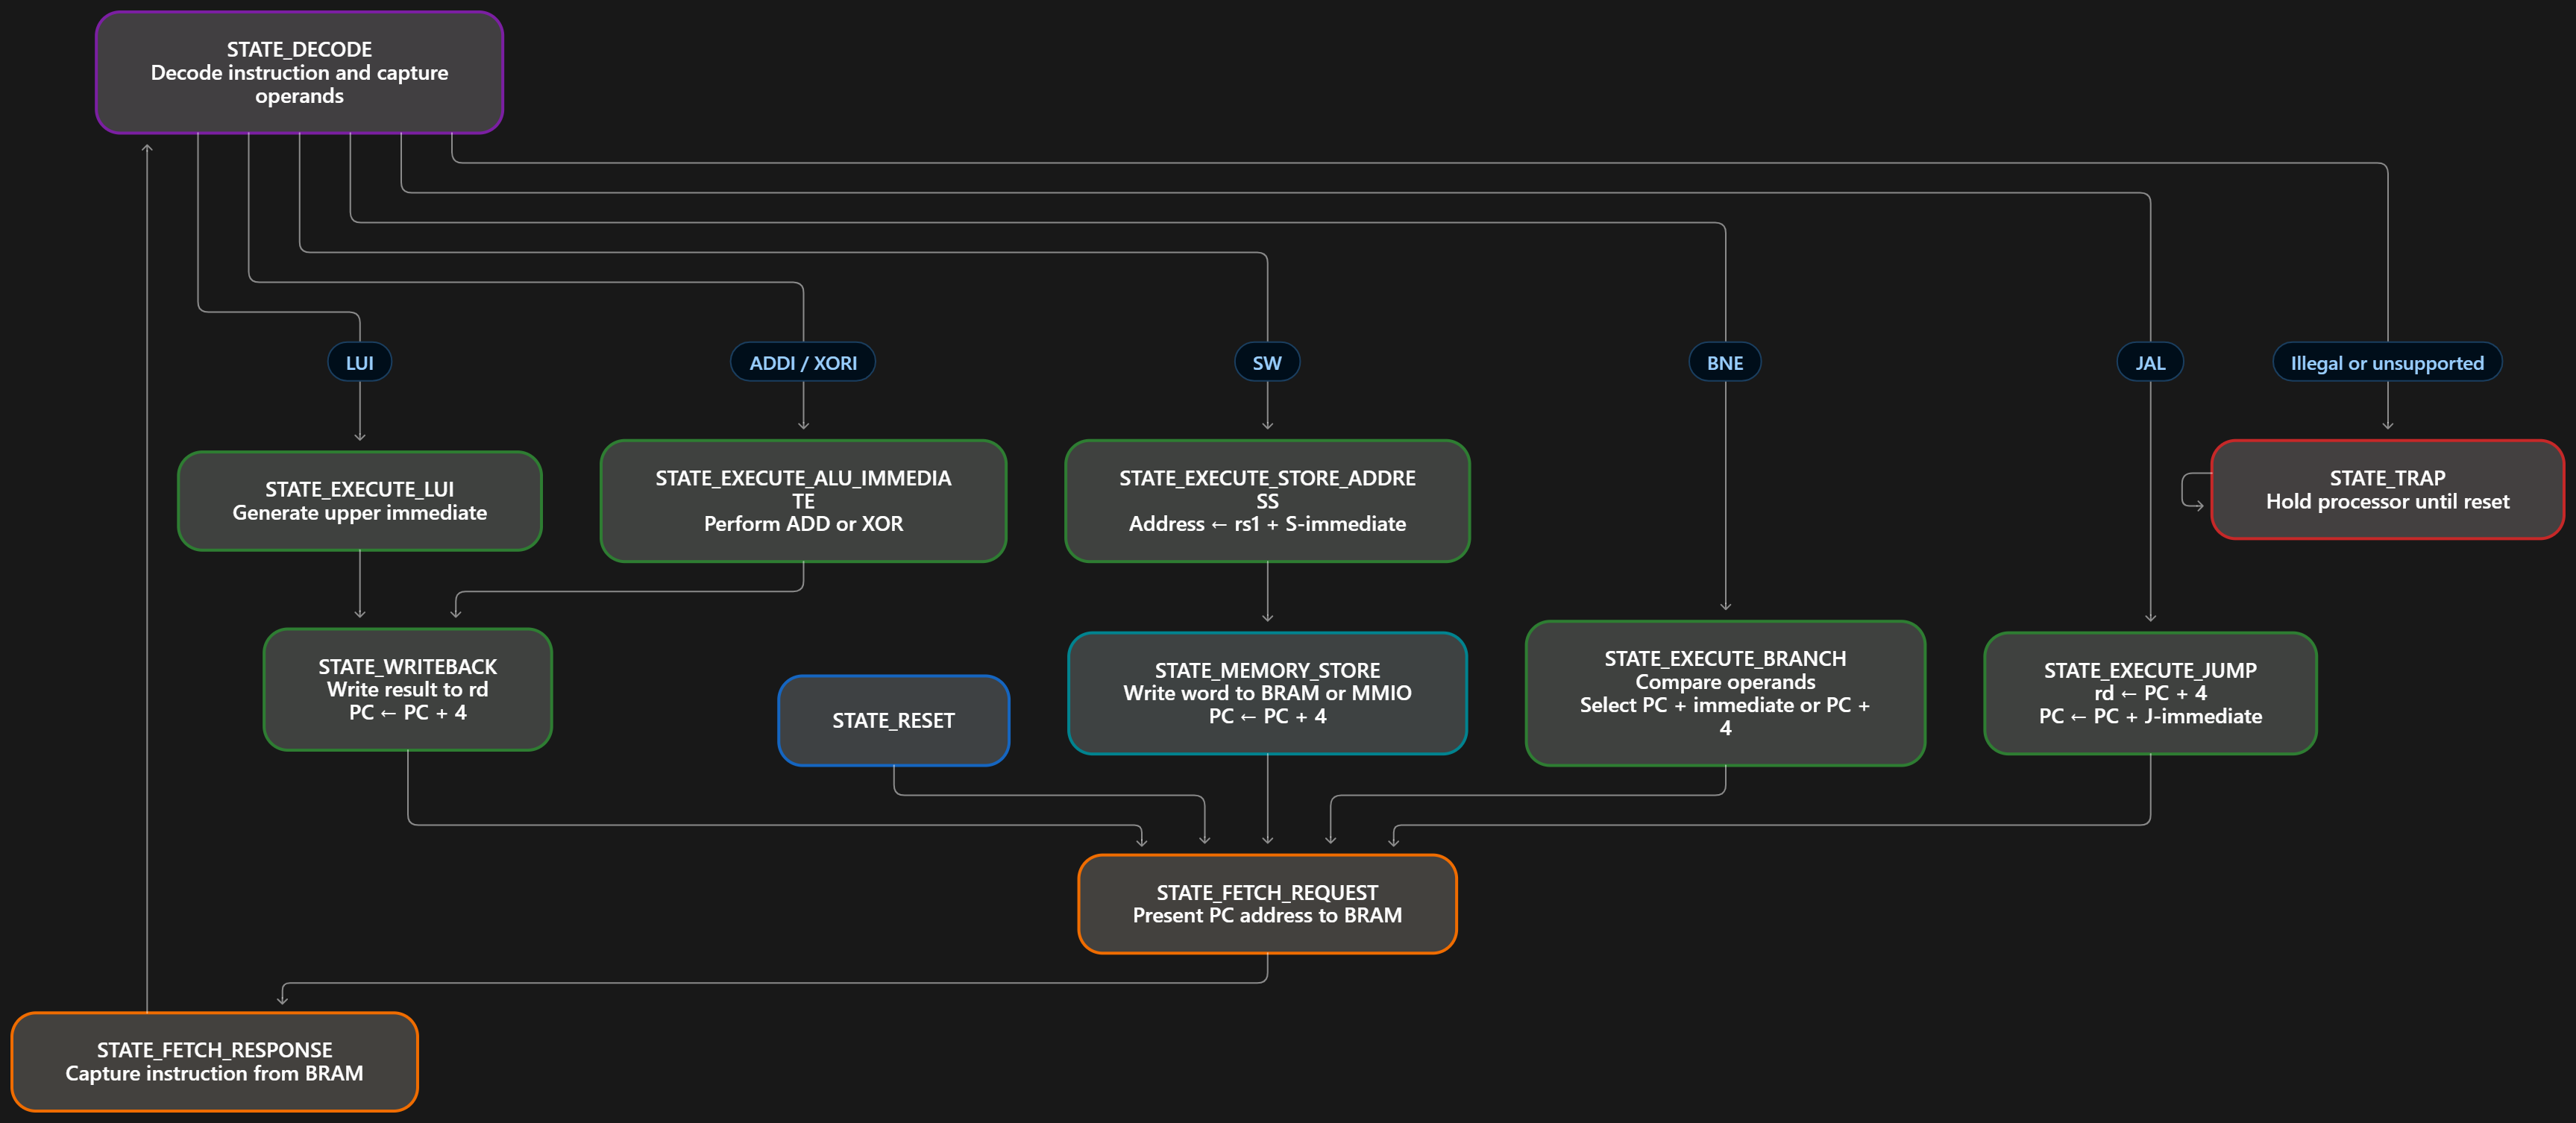 STATE_DECODE
Decode instruction and capture
operands
LUI
ADDI / XORI
SW
BNE
JAL
Illegal or unsupported
STATE_EXECUTE_LUI
Generate upper immediate
STATE_EXECUTE_ALU_IMMEDIA
TE
Perform ADD or XOR
STATE_EXECUTE_STORE_ADDRE
SS
Address ← rs1 + S-immediate
STATE_TRAP
Hold processor until reset
STATE_WRITEBACK
Write result to rd
PC ← PC + 4
STATE_RESET
STATE_MEMORY_STORE
Write word to BRAM or MMIO
PC ← PC + 4
STATE_EXECUTE_BRANCH
Compare operands
Select PC + immediate or PC +
4
STATE_EXECUTE_JUMP
rd ← PC + 4
PC ← PC + J-immediate
STATE_FETCH_REQUEST
Present PC address to BRAM
STATE_FETCH_RESPONSE
Capture instruction from BRAM